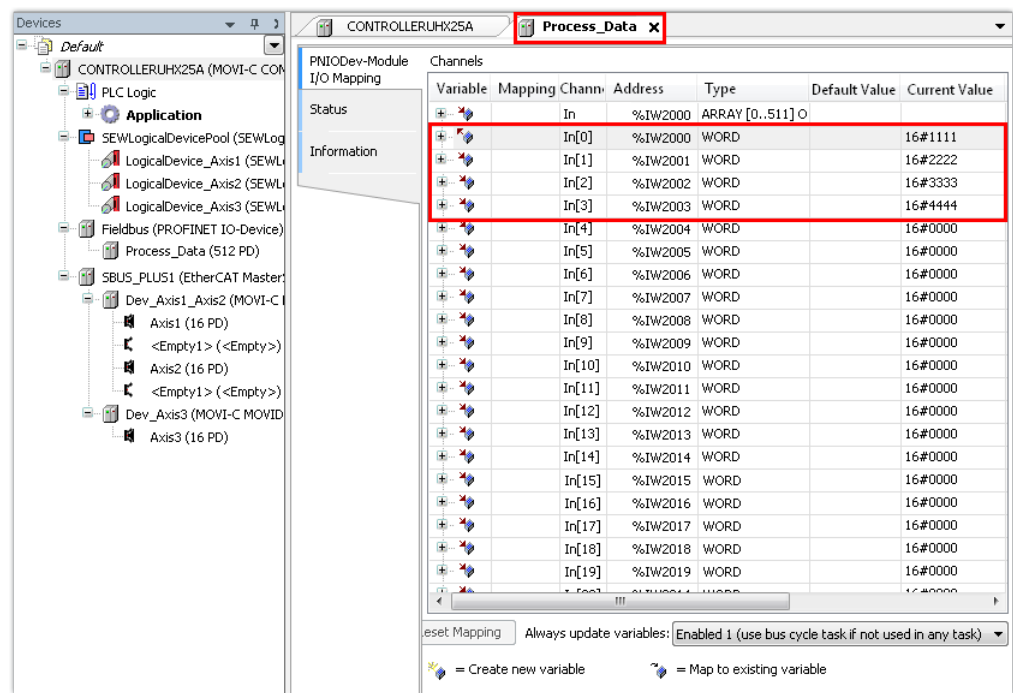 Devices
Default
CONTROLLERUHX25A (MOVI-C CON
PLC Logic
Application
SEWLogicalDevicePool (SEWLog
LogicalDevice_Axis1 (SEWL
LogicalDevice_Axis2 (SEWL
LogicalDevice_Axis3 (SEWL
Fieldbus (PROFINET IO-Device)
Process_Data (512 PD)
SBUS_PLUS1 (EtherCAT Master
Dev_Axis1_Axis2 (MOVI-C
Axis1 (16 PD)
<Empty1> (<Empty>)
Axis2 (16 PD)
<Empty1> (<Empty>)
Dev_Axis3 (MOVI-C MOVID
Axis3 (16 PD)
CONTROLLERUHX25A Process_Data x
PNIODev-Module
I/O Mapping
Status
Information
Channels
Variable Mapping Chann Address Type Default Value Current Value
In %IW2000 ARRAY [0..511] O
In[0] %IW2000 WORD 16#1111
In[1] %IW2001 WORD 16#2222
In[2] %IW2002 WORD 16#3333
In[3] %IW2003 WORD 16#4444
In[4] %IW2004 WORD 16#0000
In[5] %IW2005 WORD 16#0000
In[6] %IW2006 WORD 16#0000
In[7] %IW2007 WORD 16#0000
In[8] %IW2008 WORD 16#0000
In[9] %IW2009 WORD 16#0000
In[10] %IW2010 WORD 16#0000
In[11] %IW2011 WORD 16#0000
In[12] %IW2012 WORD 16#0000
In[13] %IW2013 WORD 16#0000
In[14] %IW2014 WORD 16#0000
In[15] %IW2015 WORD 16#0000
In[16] %IW2016 WORD 16#0000
In[17] %IW2017 WORD 16#0000
In[18] %IW2018 WORD 16#0000
In[19] %IW2019 WORD 16#0000
eset Mapping Always update variables: Enabled 1 (use bus cycle task if not used in any task)
= Create new variable = Map to existing variable